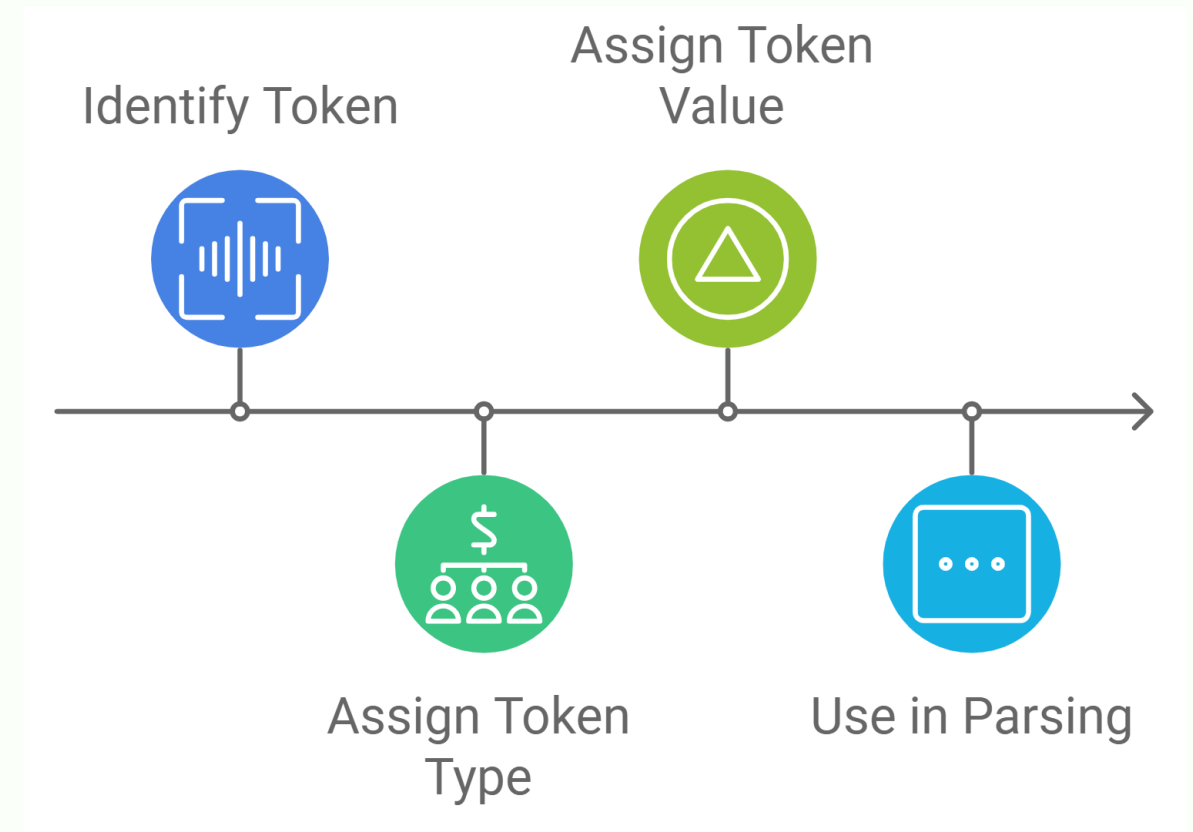 Identify Token
Assign Token
Type
Assign Token
Value
Use in Parsing